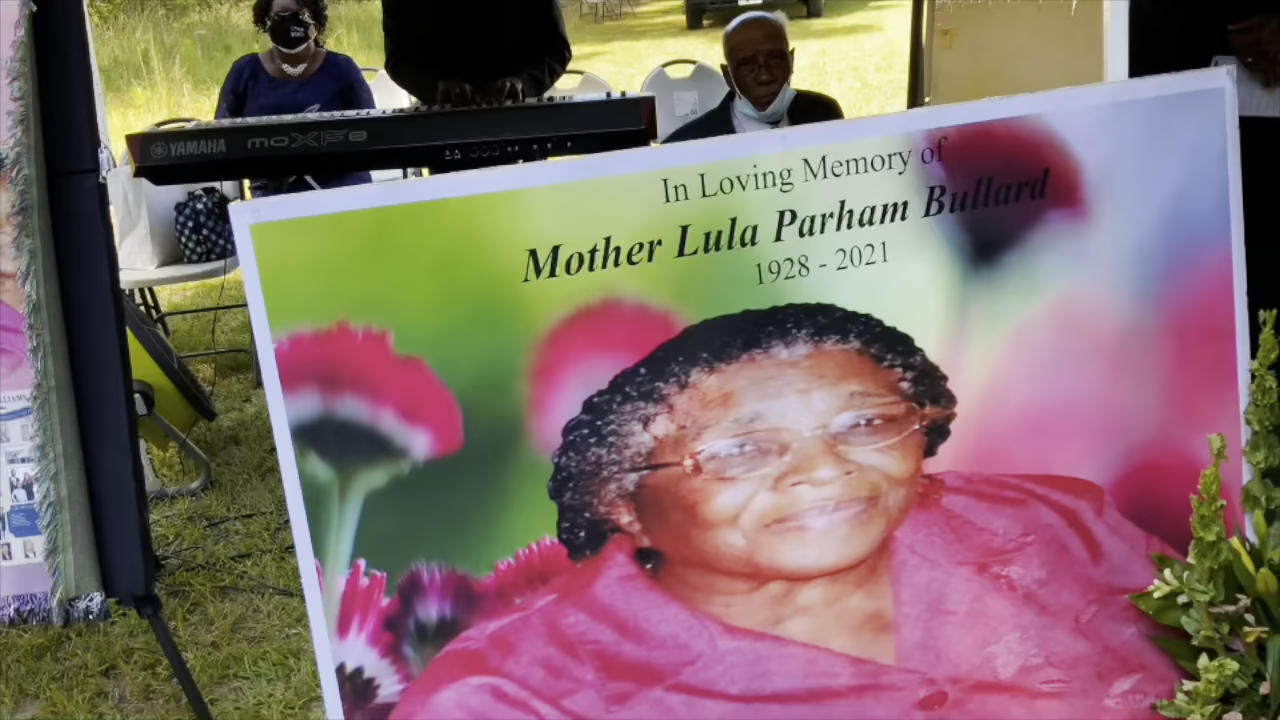 YAMAHA MOXF8
In Loving Memory of
Mother Lula Parham Bullard
1928 - 2021